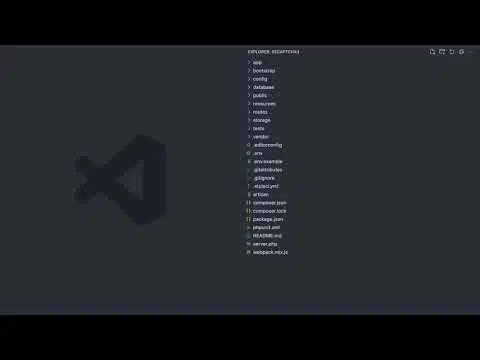 EXPLORER: RECAPTCHA3
app
bootstrap
config
database
public
resources
routes
storage
tests
vendor
.editorconfig
.env
.env.example
.gitattributes
.gitignore
.styleci.yml
artisan
composer.json
composer.lock
package.json
phpunit.xml
README.md
server.php
webpack.mix.js